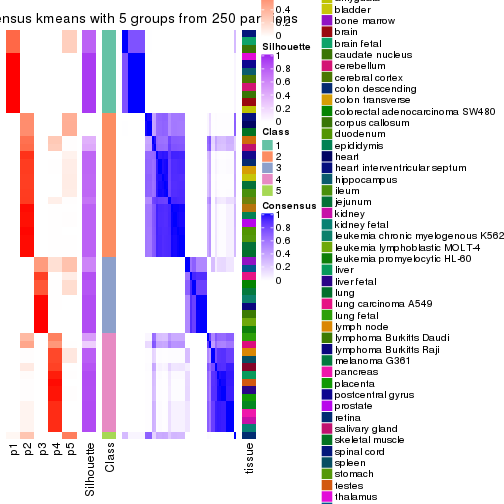 nsus kmeans with 5 groups from 250 par
ns
0.4
0.2
0
Silhouette
1
0.8
0.6
0.4
0.2
0
Class
1
2
3
4
5
Consensus
1
0.8
0.6
0.4
0.2
0
p1
p2
p3
p4
p5
Silhouette
Class
tissue
bladder
bone marrow
brain
brain fetal
caudate nucleus
cerebellum
cerebral cortex
colon descending
colon transverse
colorectal adenocarcinoma SW480
corpus callosum
duodenum
epididymis
heart
heart interventricular septum
hippocampus
ileum
jejunum
kidney
kidney fetal
leukemia chronic myelogenous K562
leukemia lymphoblastic MOLT-4
leukemia promyelocytic HL-60
liver
liver fetal
lung
lung carcinoma A549
lung fetal
lymph node
lymphoma Burkitts Daudi
lymphoma Burkitts Raji
melanoma G361
pancreas
placenta
postcentral gyrus
prostate
retina
salivary gland
skeletal muscle
spinal cord
spleen
stomach
testes
thalamus